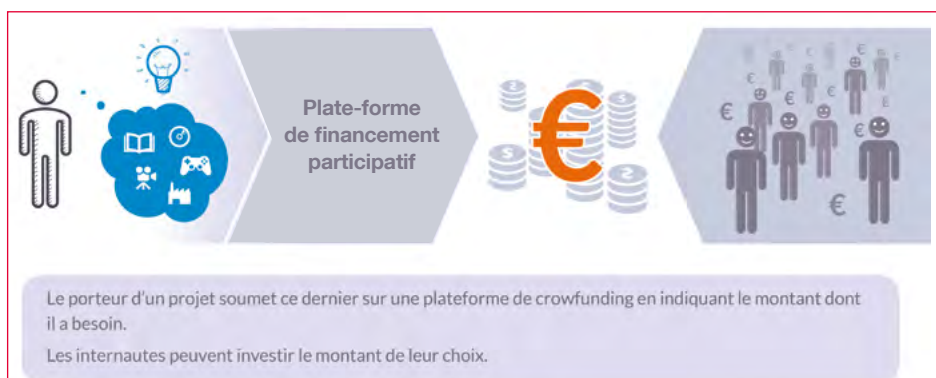 Plate-forme
de financement
participatif
€
Le porteur d'un projet soumet ce dernier sur une plateforme de crowfunding en indiquant le montant dont
il a besoin.
Les internautes peuvent investir le montant de leur choix.